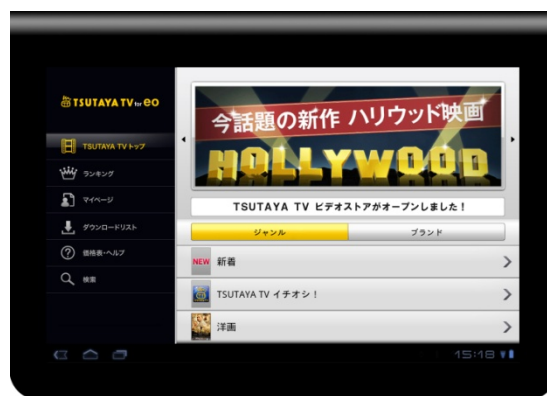 TSUTAYA TV for eo
TSUTAYA TV トップ
ランキング
マイページ
ダウンロードリスト
価格表・ヘルプ
検索
今話題の新作 ハリウッド映画
HOLLYWOOD
TSUTAYA TV ビデオストアがオープンしました！
ジャンル
ブランド
NEW 新着
TSUTAYA TV イチオシ！
洋画
15:18